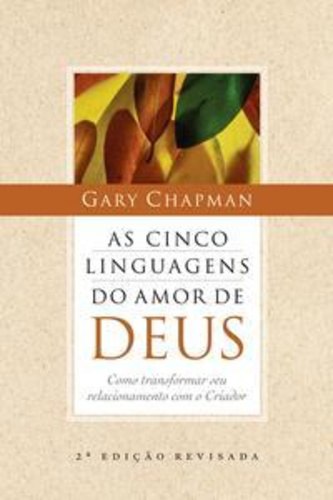 GARY CHAPMAN
AS CINCO
LINGUAGENS
DO AMOR DE
DEUS
Como transformar seu
relacionamento com o Criador
2ª EDIÇÃO REVISADA